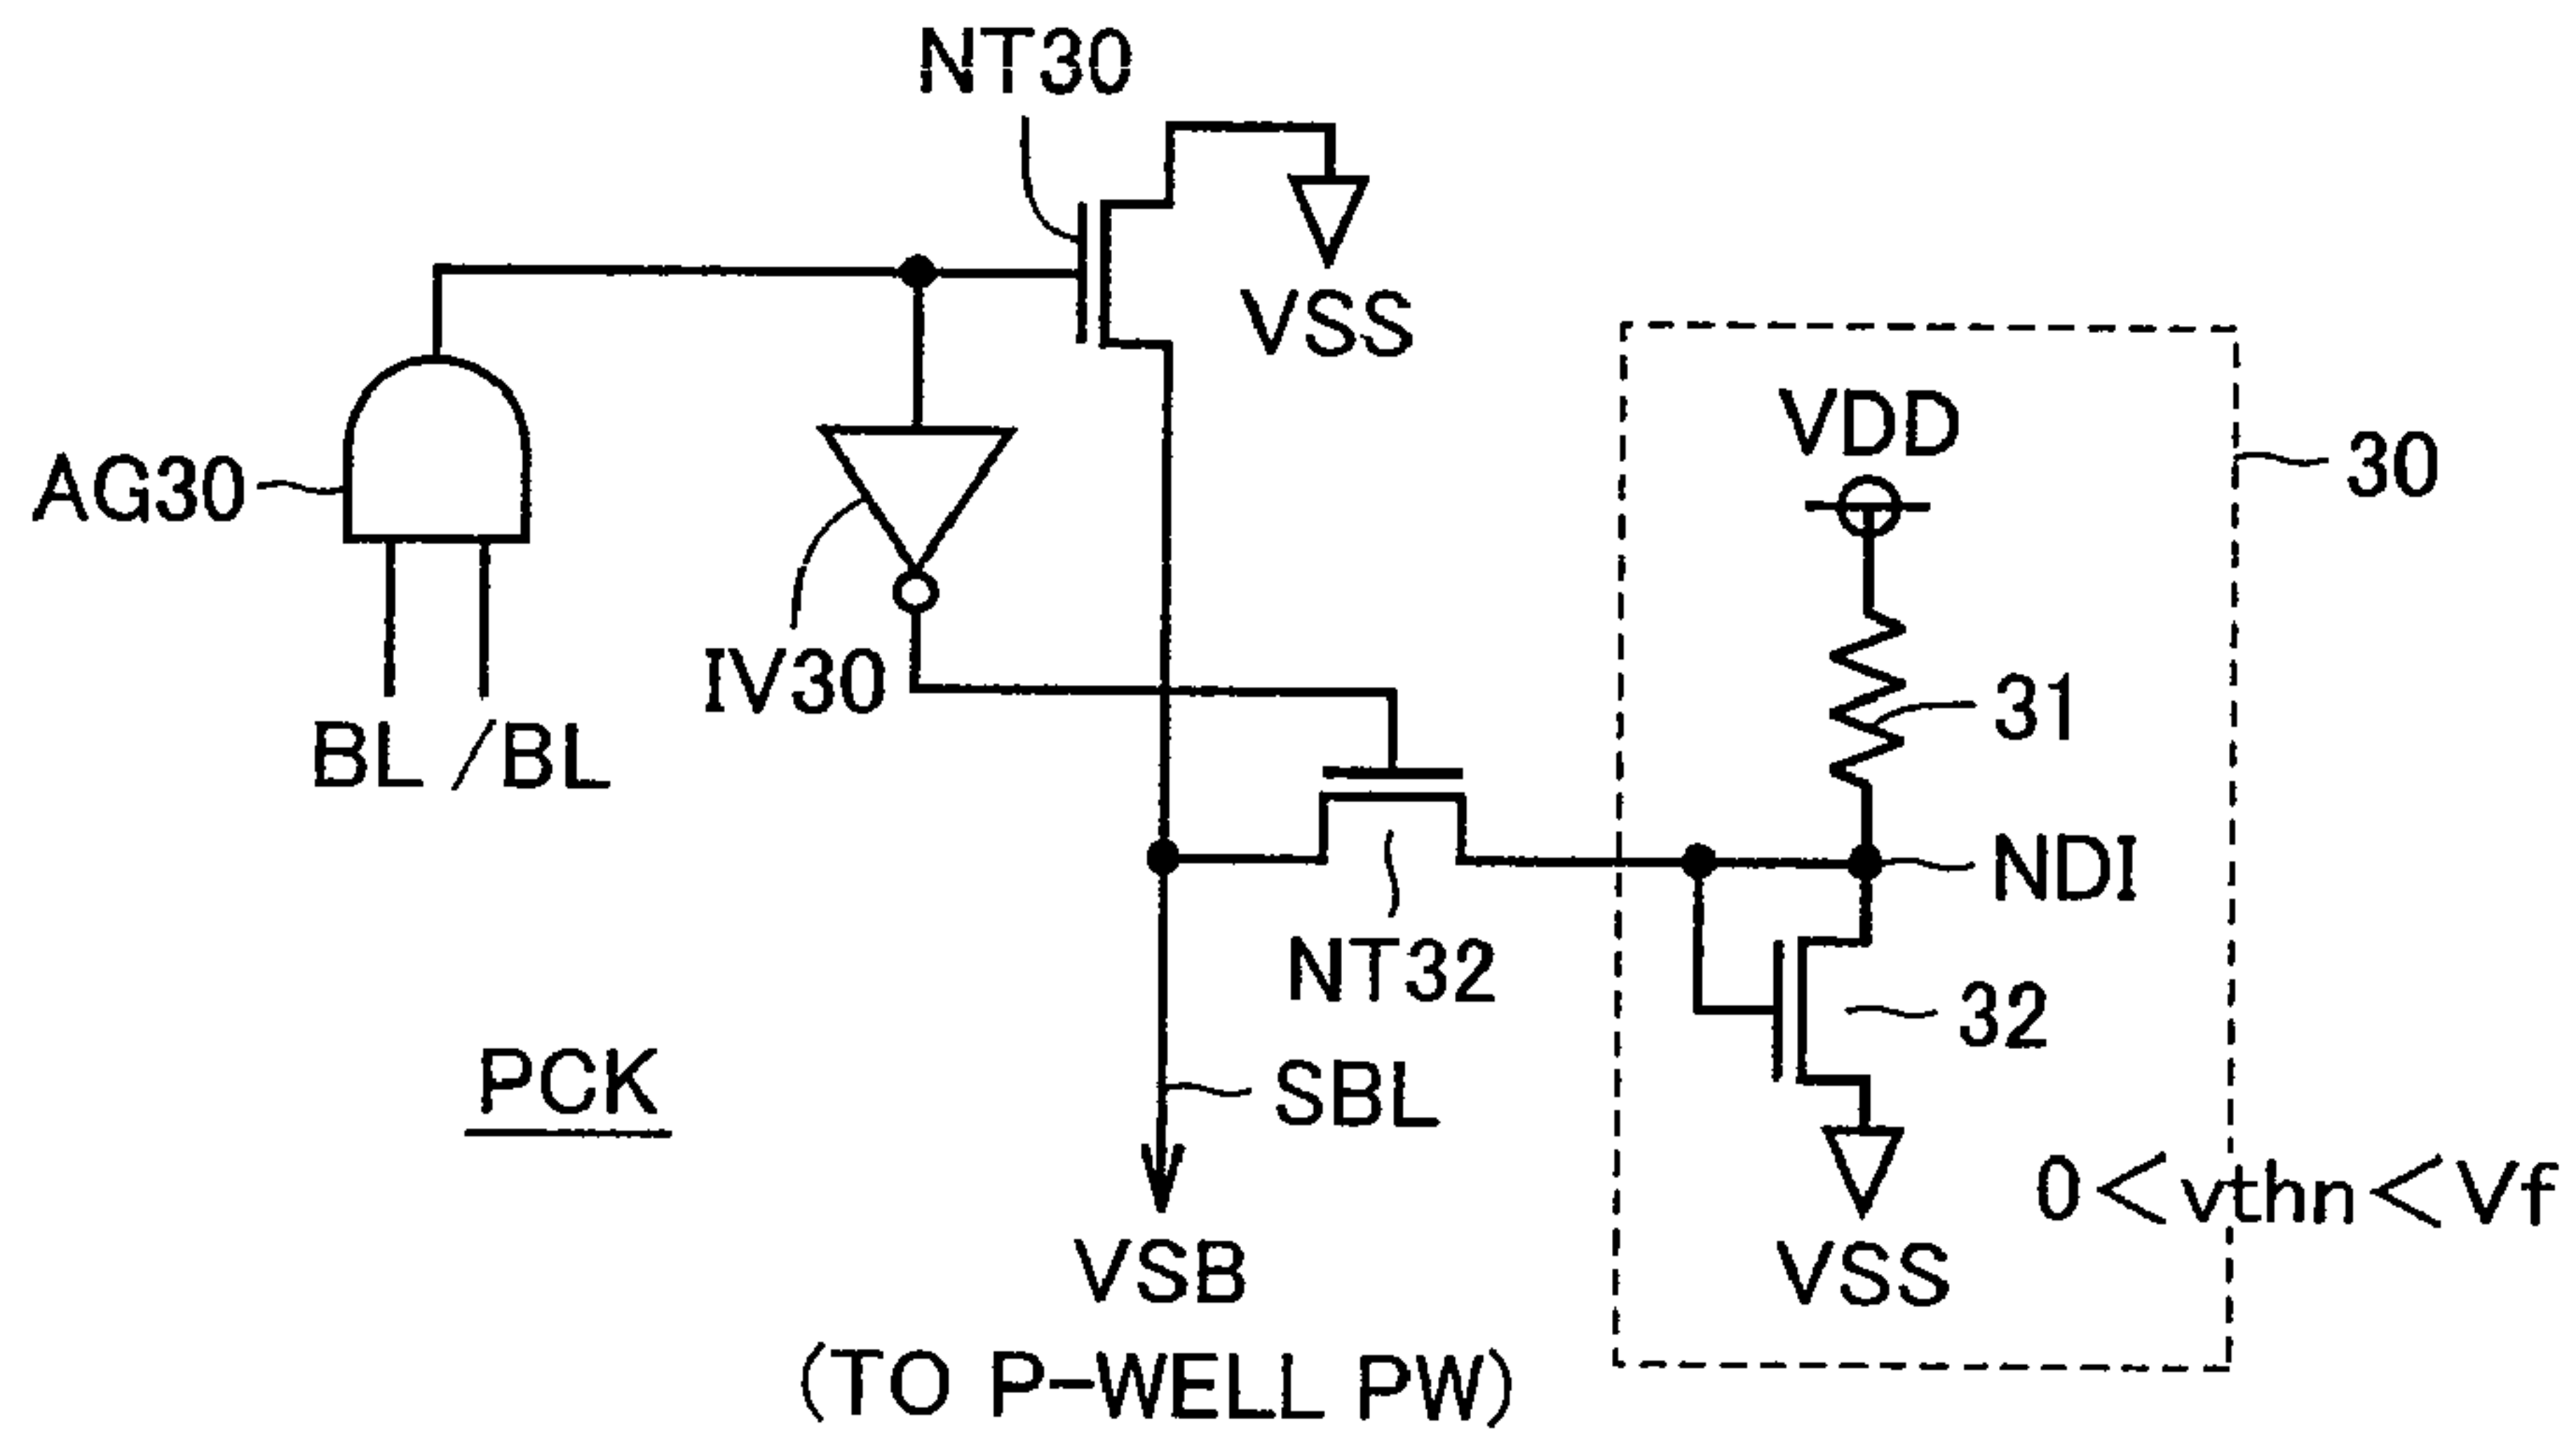 NT30
VSS
AG30
IV30
BL /BL
VDD
30
31
NDI
NT32
32
PCK
SBL
0<vthn<Vf
VSB
VSS
(TO P-WELL PW)